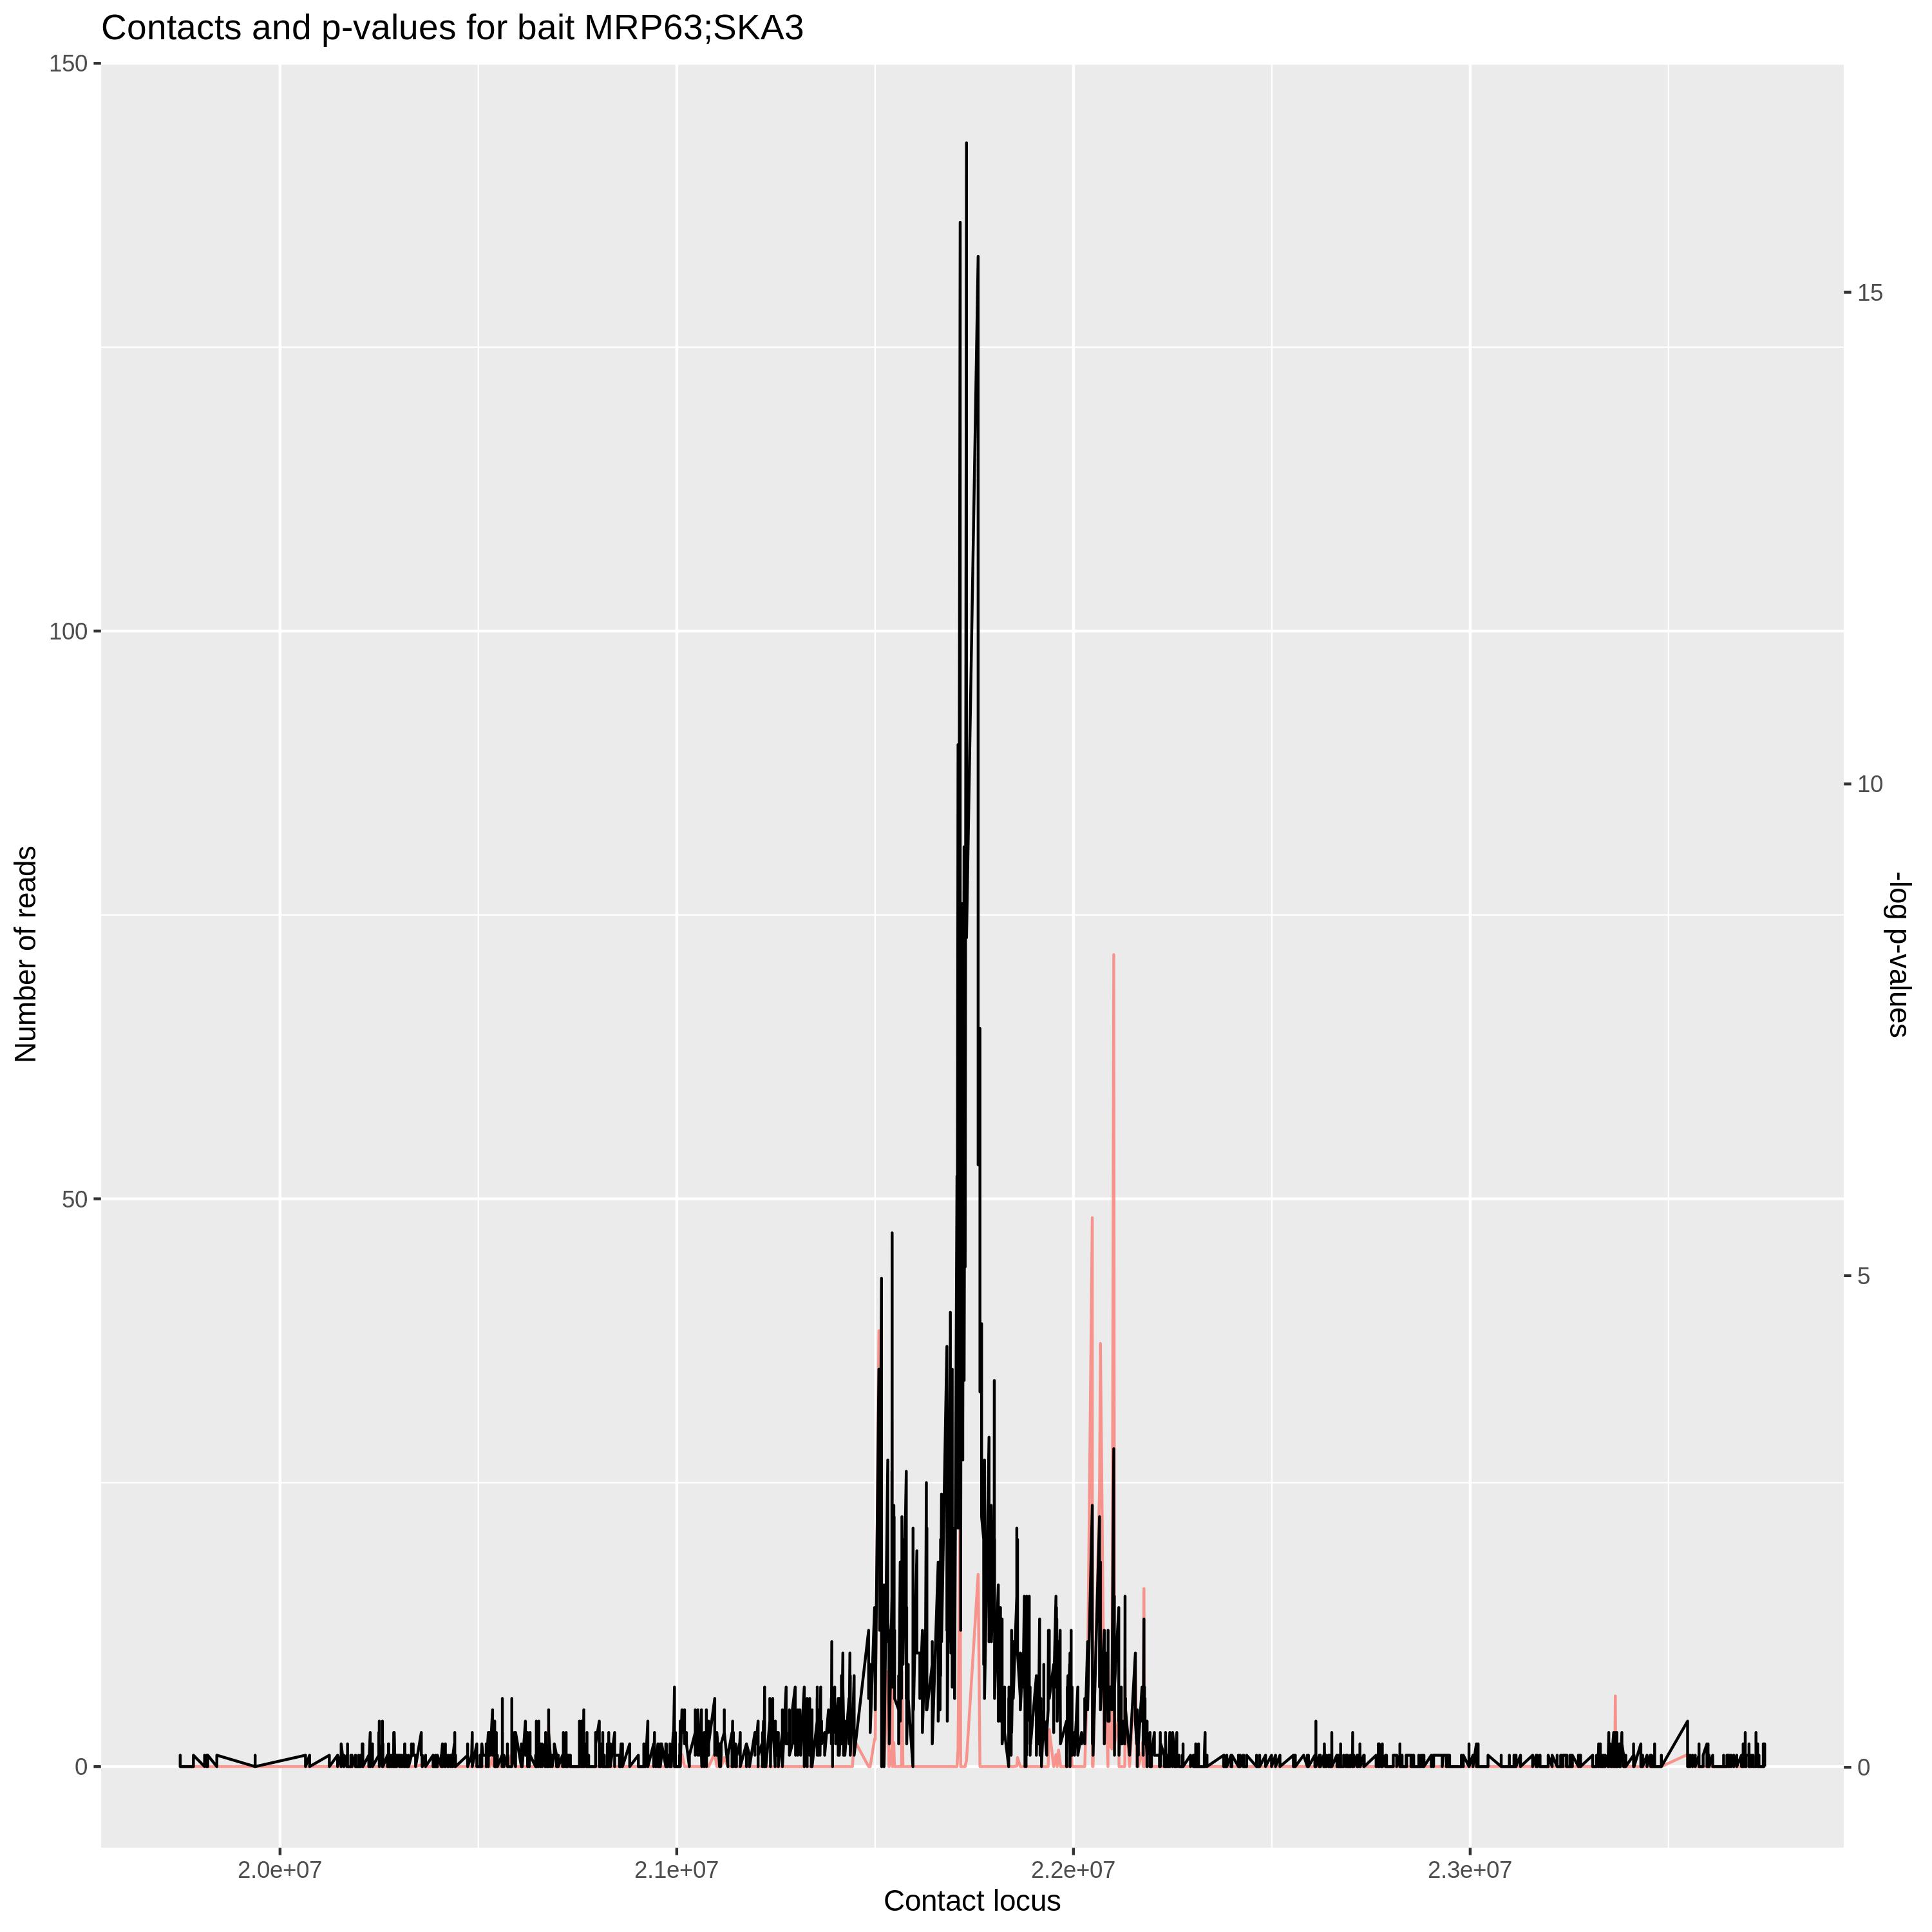 Contacts and p-values for bait MRP63;SKA3
150
100
50
0
Number of reads
15
10
5
0
-log p-values
2.0e+07
2.1e+07
2.2e+07
2.3e+07
Contact locus